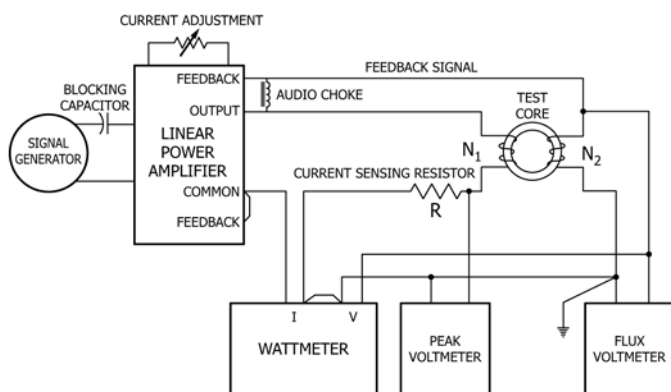 CURRENT ADJUSTMENT
FEEDBACK
FEEDBACK SIGNAL
BLOCKING
CAPACITOR
AUDIO CHOKE
OUTPUT
TEST
CORE
SIGNAL
GENERATOR
LINEAR
POWER
AMPLIFIER
N1
N2
CURRENT SENSING RESISTOR
COMMON
R
FEEDBACK
I
V
WATTMETER
PEAK
VOLTMETER
FLUX
VOLTMETER